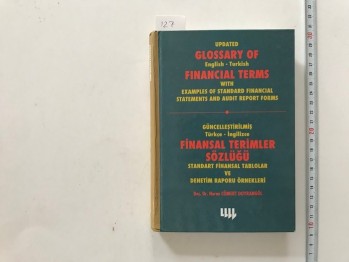 127
UPDATED
GLOSSARY OF
English - Turkish
FINANCIAL TERMS
WITH
EXAMPLES OF STANDARD FINANCIAL
STATEMENTS AND AUDIT REPORT FORMS
GÜNCELLEŞTİRİLMİŞ
Türkçe - İngilizce
FİNANSAL TERİMLER
SÖZLÜĞÜ
STANDART FİNANSAL TABLOLAR
VE
DENETİM RAPORU ÖRNEKLERİ